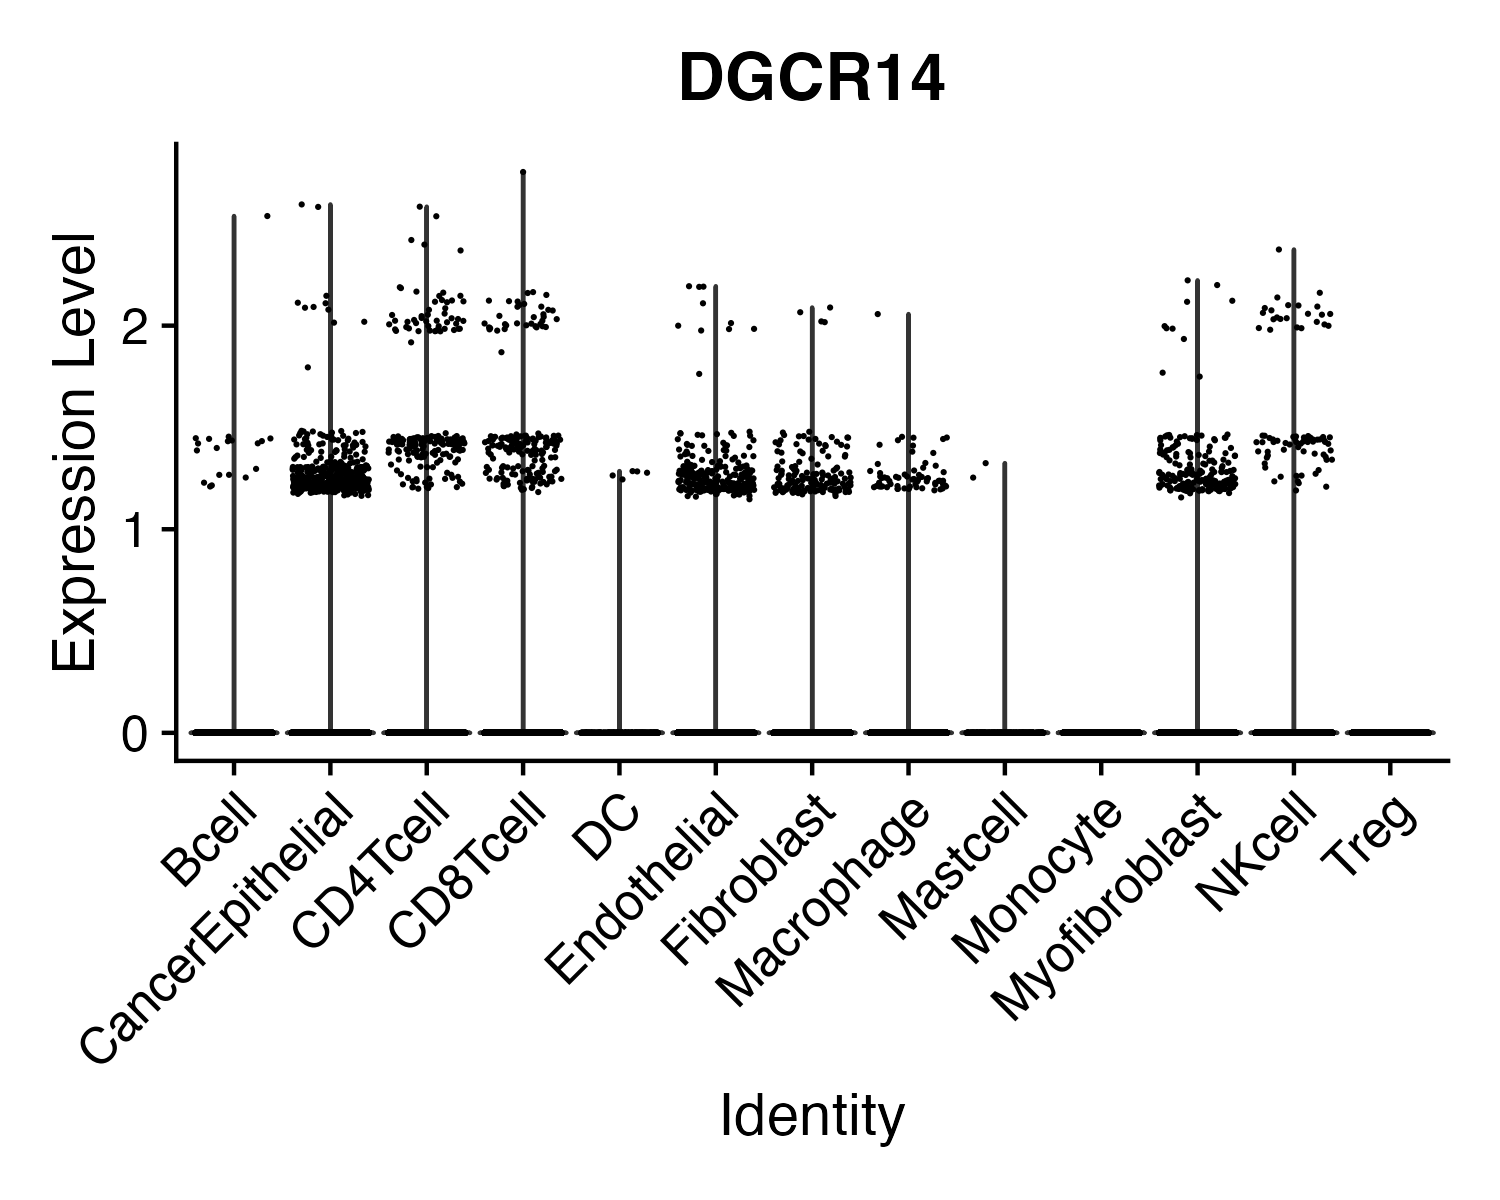 DGCR14
Expression Level
2
1
0
Bcell
CancerEpithelial
CD4Tcell
CD8Tcell
DC
Endothelial
Fibroblast
Macrophage
Mastcell
Monocyte
Myofibroblast
NKcell
Treg
Identity